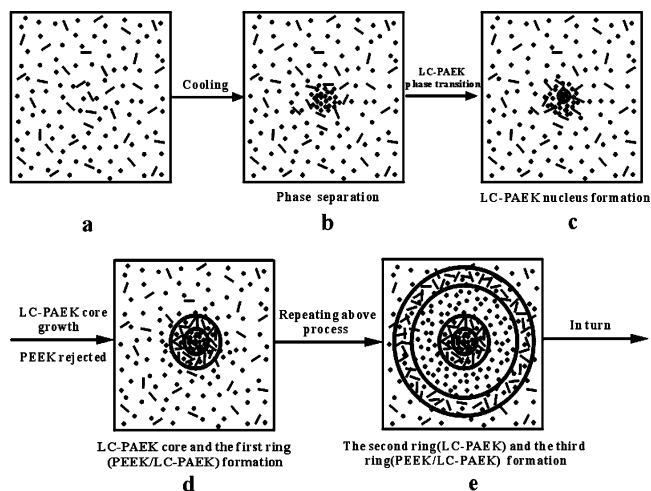 Cooling
LC-PAEK
phase transition
Phase separation
LC-PAEK nucleus formation
a
b
c
LC-PAEK core
growth
PEEK rejected
Repeating above
process
In turn
LC-PAEK core and the first ring
(PEEK/LC-PAEK) formation
The second ring(LC-PAEK) and the third
ring(PEEK/LC-PAEK) formation
d
e